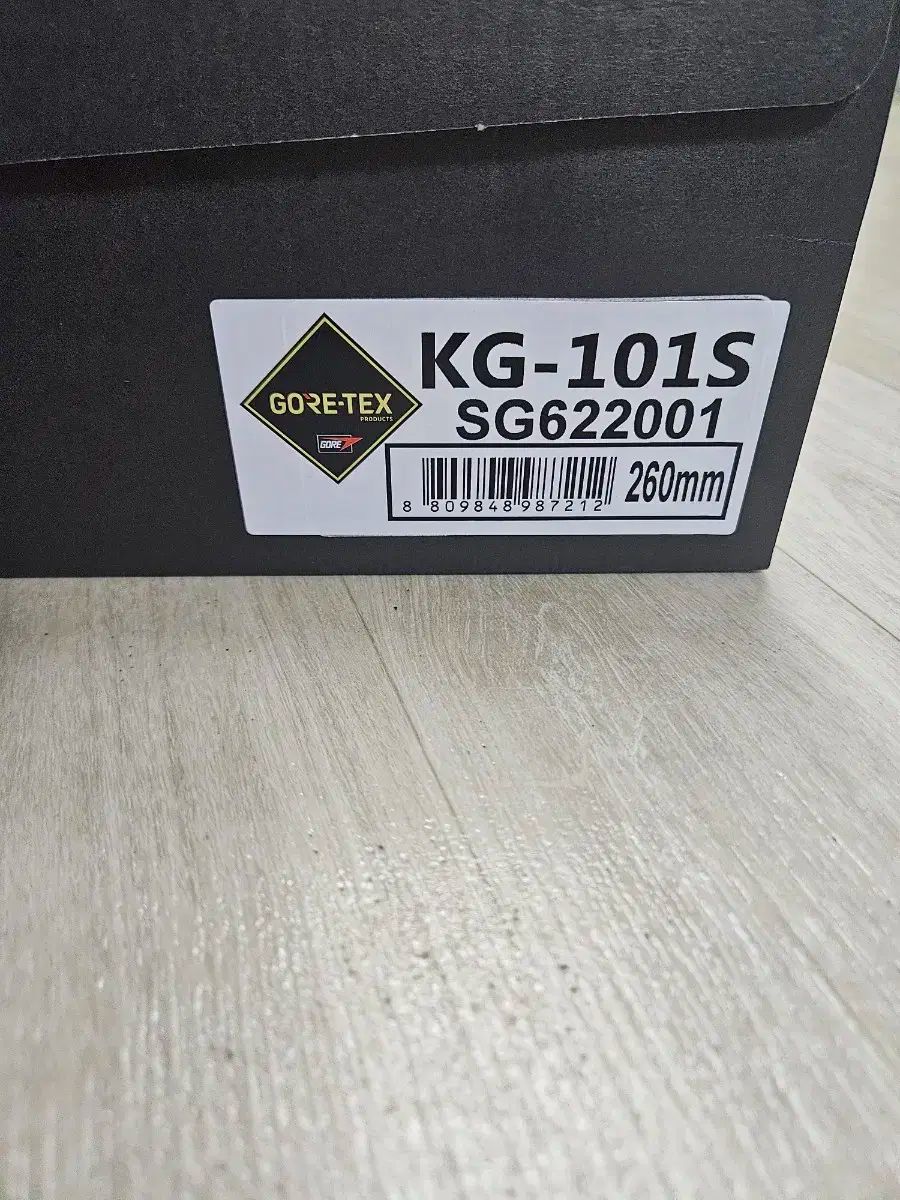 KG-101S
SG622001
GORE-TEX
PRODUCTS
GORE
260mm
8 809848 987212